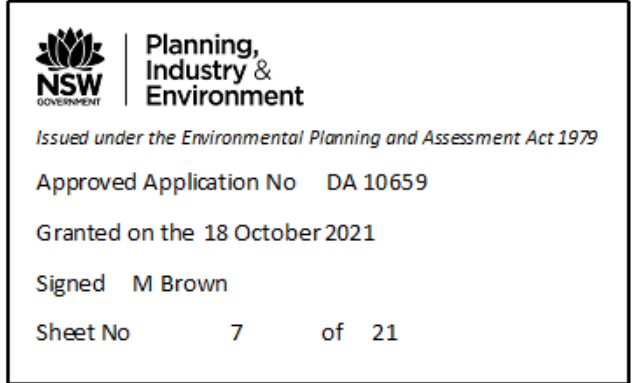 NSW
GOVERNMENT
Planning,
Industry &
Environment
Issued under the Environmental Planning and Assessment Act 1979
Approved Application No DA 10659
Granted on the 18 October 2021
Signed M Brown
Sheet No 7 of 21